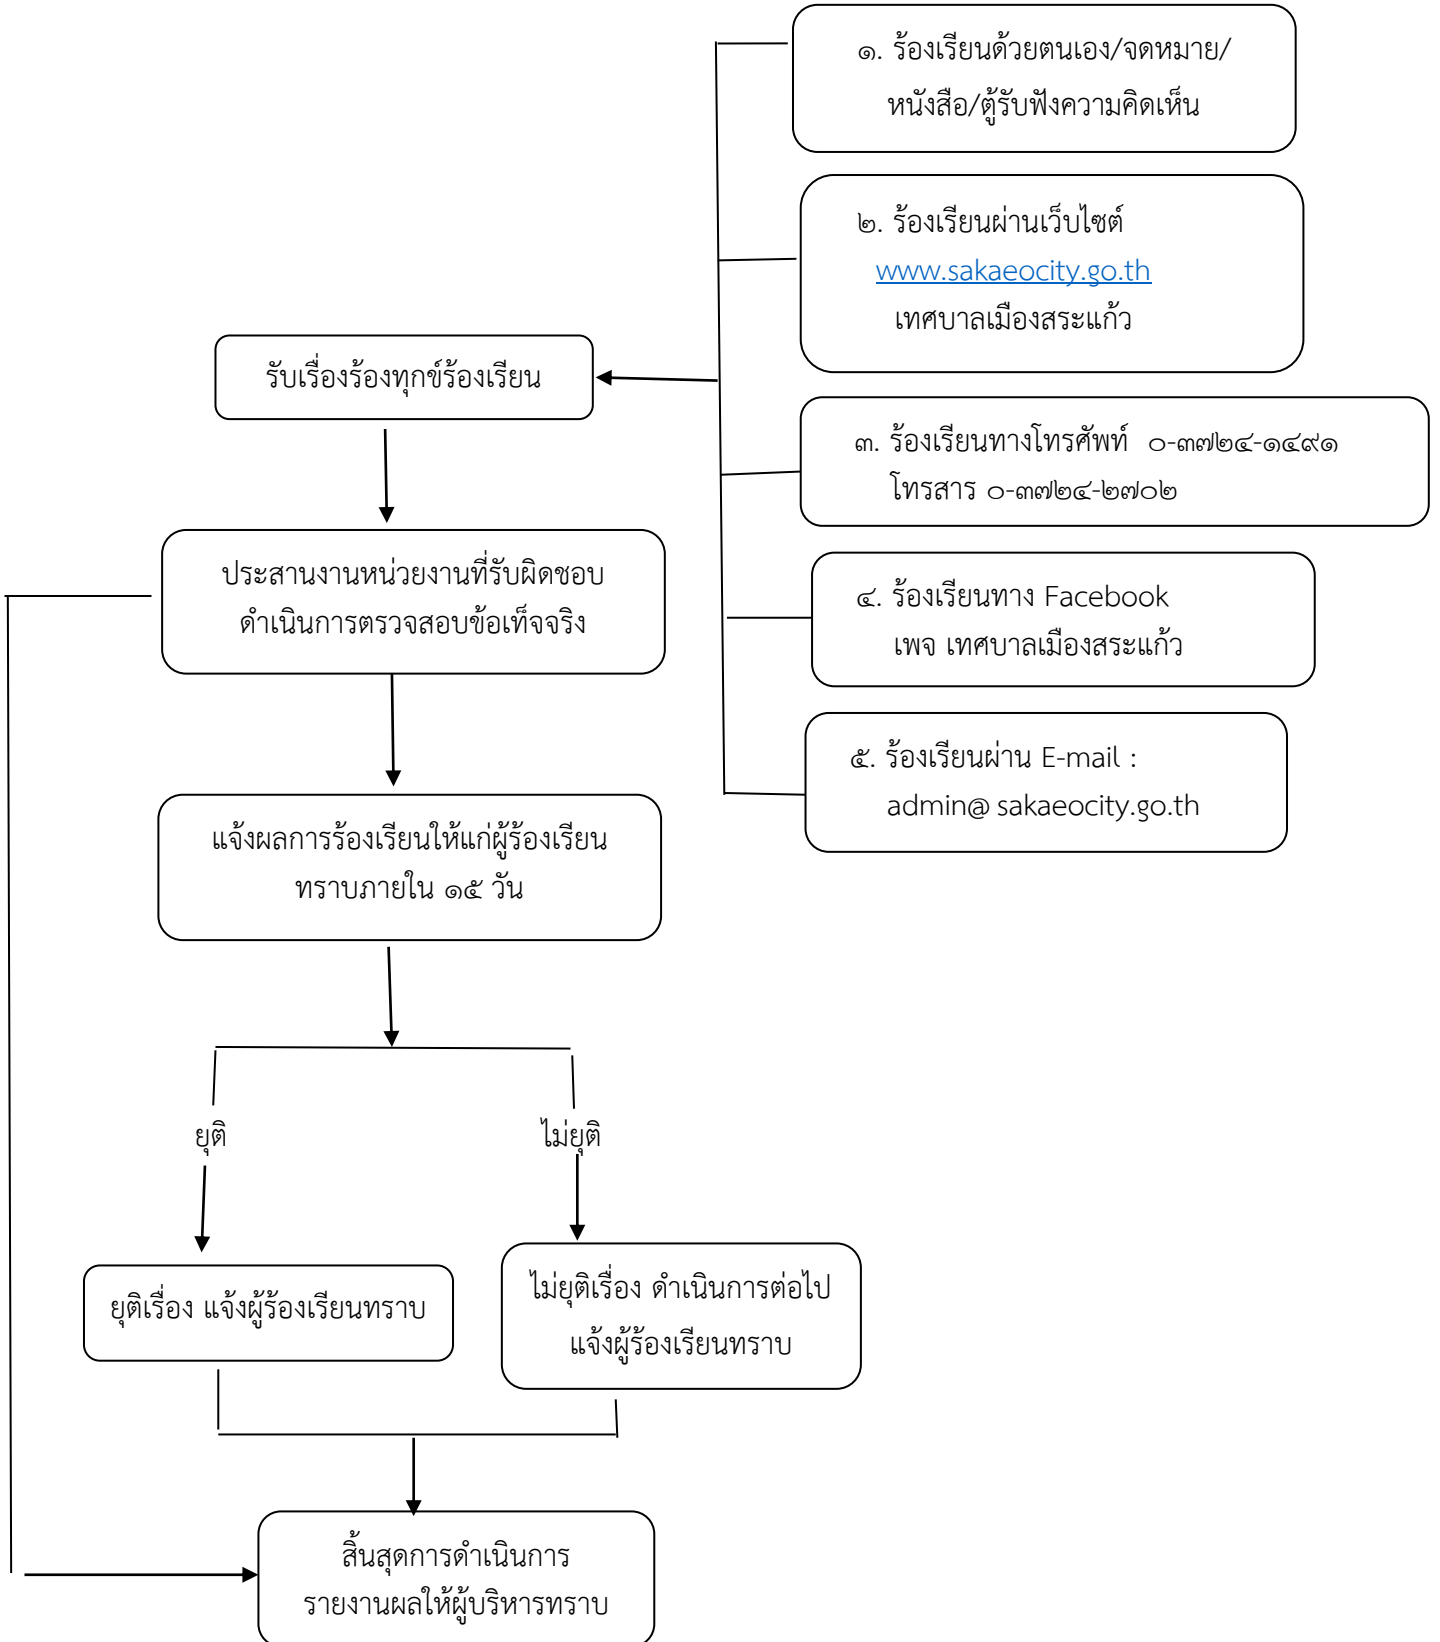 ๑. ร้องเรียนด้วยตนเอง/จดหมาย/
หนังสือ/ตู้รับฟังความคิดเห็น
๒. ร้องเรียนผ่านเว็บไซต์
www.sakaeocity.go.th
เทศบาลเมืองสระแก้ว
รับเรื่องร้องทุกข์ร้องเรียน
๓. ร้องเรียนทางโทรศัพท์ ๐-๓๗๒๔-๑๔๙๑
โทรสาร ๐-๓๗๒๔-๒๗๐๒
ประสานงานหน่วยงานที่รับผิดชอบ
ดำเนินการตรวจสอบข้อเท็จจริง
๔. ร้องเรียนทาง Facebook
เพจ เทศบาลเมืองสระแก้ว
๕. ร้องเรียนผ่าน E-mail :
admin@ sakaeocity.go.th
แจ้งผลการร้องเรียนให้แก่ผู้ร้องเรียน
ทราบภายใน ๑๕ วัน
ยุติ
ไม่ยุติ
ยุติเรื่อง แจ้งผู้ร้องเรียนทราบ
ไม่ยุติเรื่อง ดำเนินการต่อไป
แจ้งผู้ร้องเรียนทราบ
สิ้นสุดการดำเนินการ
รายงานผลให้ผู้บริหารทราบ